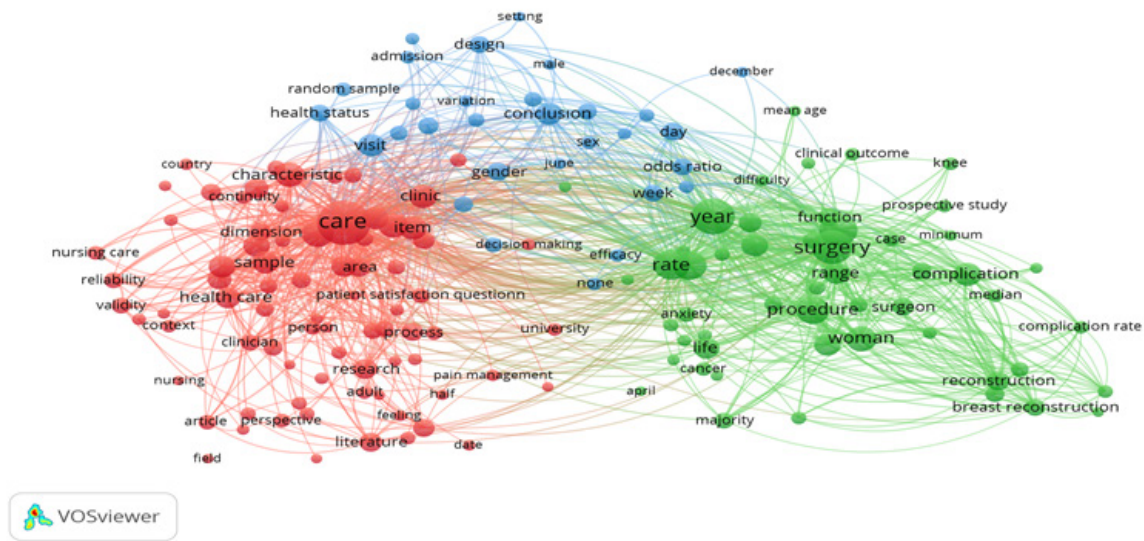 setting
design
admission
male
december
random sample
variation
health status
conclusion
mean age
day
visit
sex
clinical outcome
country
june
knee
characteristic
gender
odds ratio
difficulty
continuity
clinic
week
prospective study
care
item
year
function
dimension
decision making
surgery
case
minimum
nursing care
efficacy
sample
area
rate
range
complication
reliability
none
health care
patient satisfaction questionn
median
validity
procedure
surgeon
context
person
process
university
anxiety
complication rate
clinician
life
woman
research
pain management
cancer
nursing
adult
half
april
reconstruction
feeling
breast reconstruction
article
perspective
majority
literature
date
field
VOSviewer